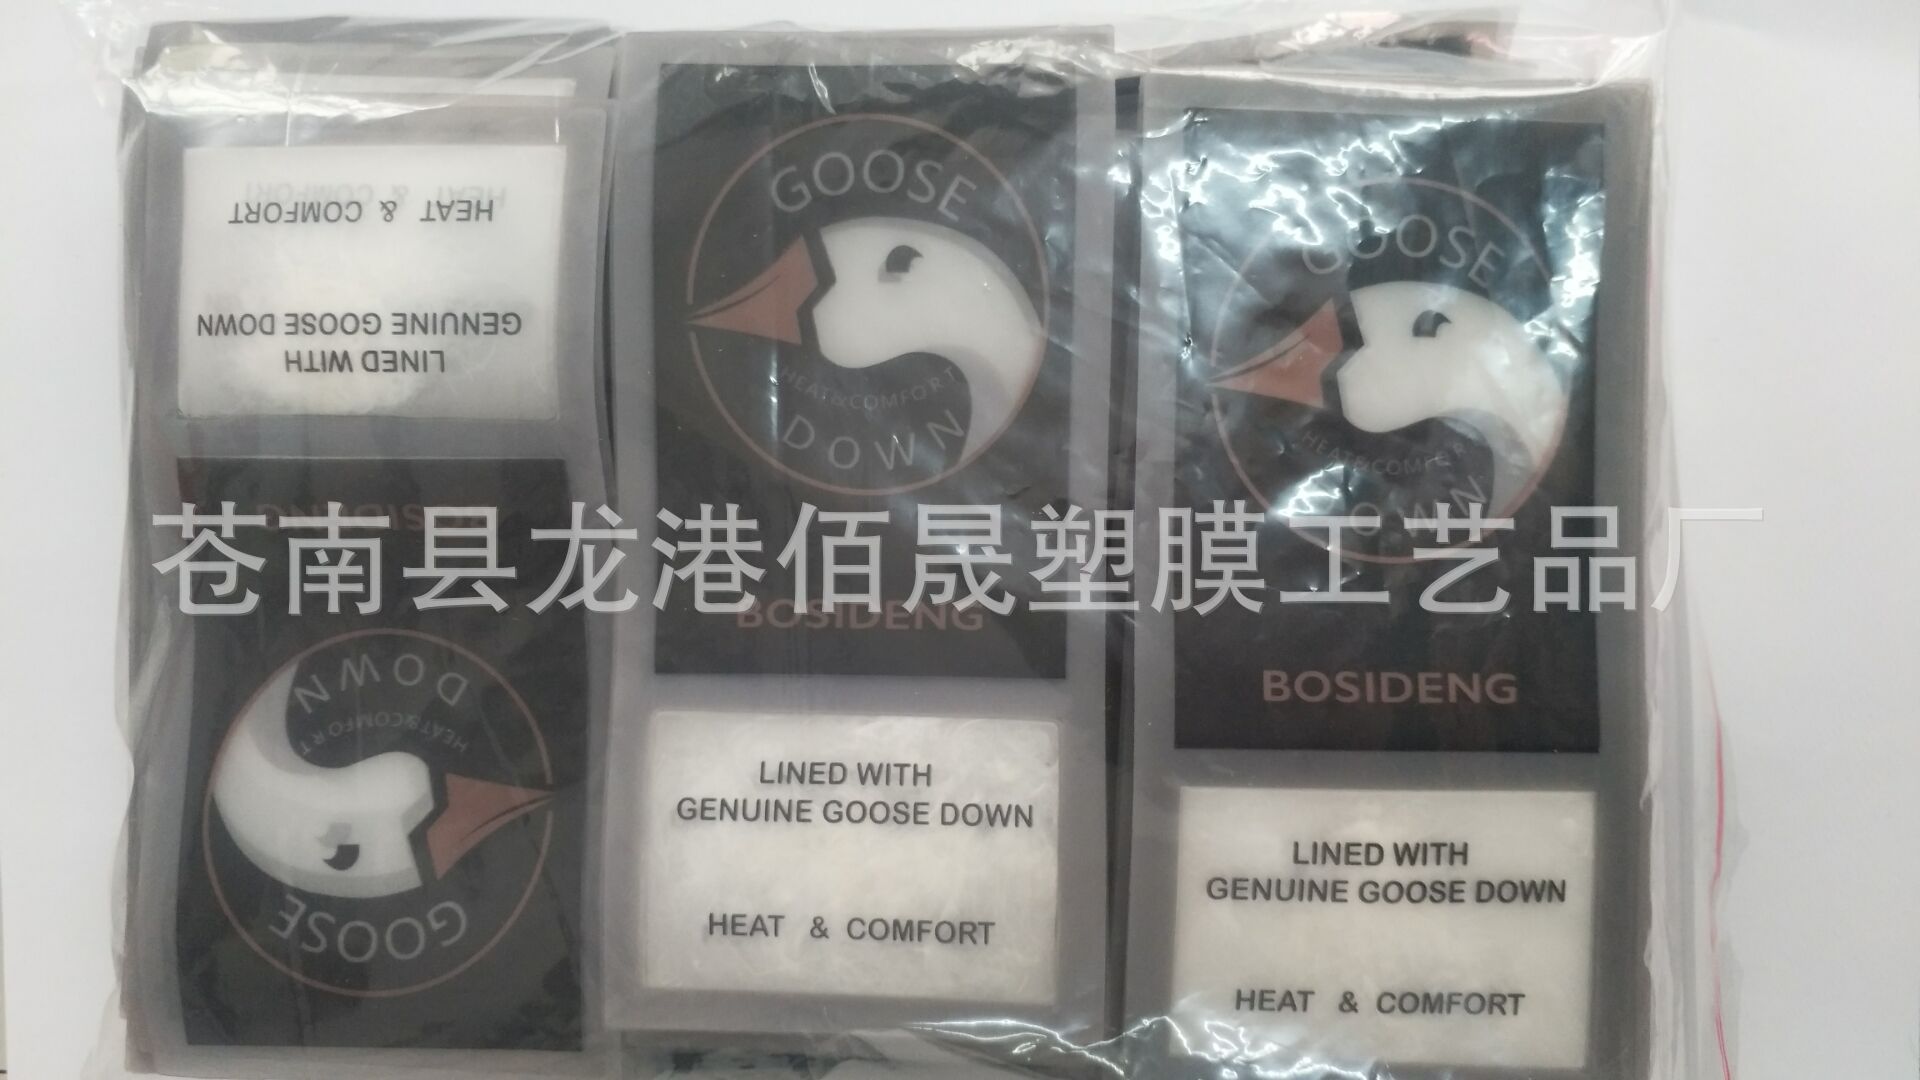 HEAT & COMFORT
GENUINE GOOSE DOWN
LINED WITH
DOWN
HEAT&COMFORT
GOOSE
GOOSE
HEAT&COMFORT
DOWN
BOSIDENG
LINED WITH
GENUINE GOOSE DOWN
HEAT & COMFORT
GOOSE
HEAT&COMFORT
DOWN
BOSIDENG
LINED WITH
GENUINE GOOSE DOWN
HEAT & COMFORT
苍南县龙港佰晟塑膜工艺品厂